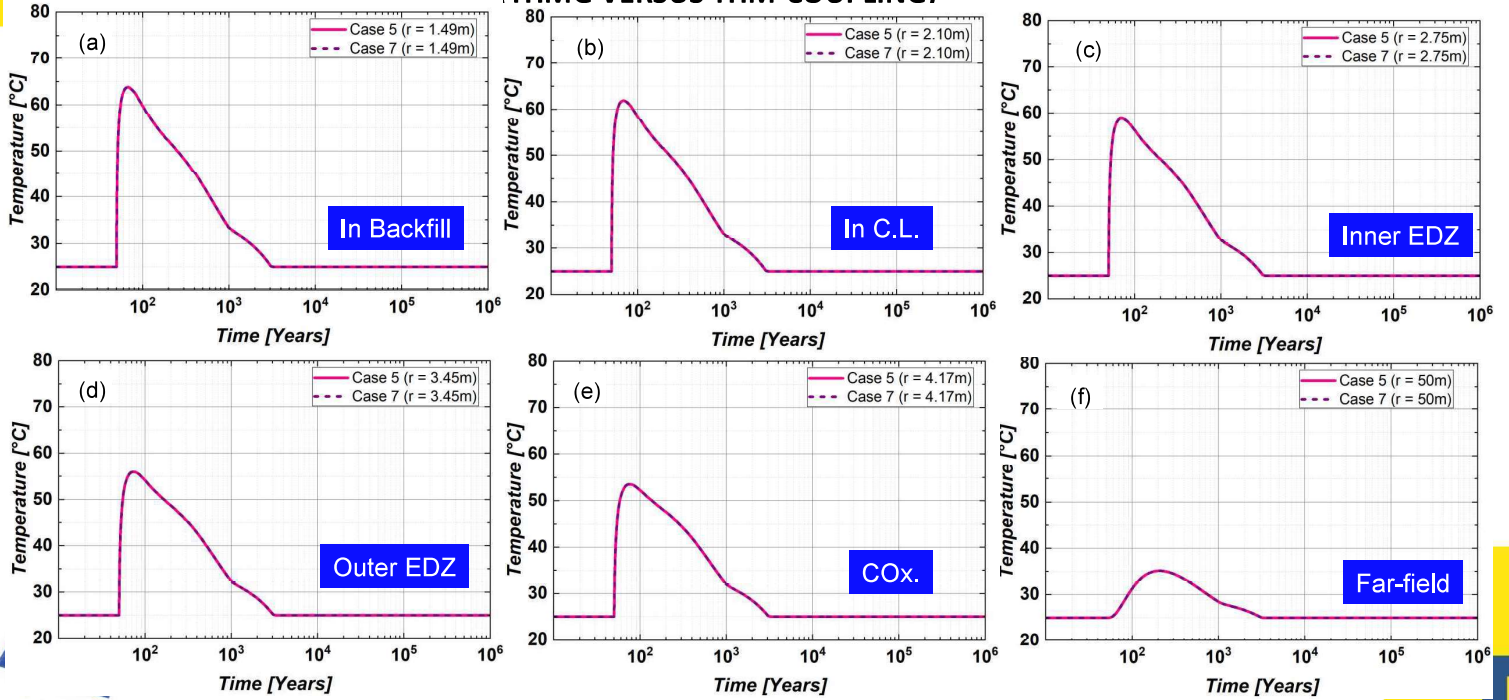 THMG VERSUS THM COUPLING)
(a)
Case 5 (r = 1.49m)
Case 7 (r = 1.49m)
80
70
60
50
40
30
20
Temperature [°C]
In Backfill
10² 10³ 10⁴ 10⁵ 10⁶
Time [Years]
(b)
Case 5 (r = 2.10m)
Case 7 (r = 2.10m)
80
70
60
50
40
30
20
Temperature [°C]
In C.L.
10² 10³ 10⁴ 10⁵ 10⁶
Time [Years]
(c)
Case 5 (r = 2.75m)
Case 7 (r = 2.75m)
80
70
60
50
40
30
20
Temperature [°C]
Inner EDZ
10² 10³ 10⁴ 10⁵ 10⁶
Time [Years]
(d)
Case 5 (r = 3.45m)
Case 7 (r = 3.45m)
80
70
60
50
40
30
20
Temperature [°C]
Outer EDZ
10² 10³ 10⁴ 10⁵ 10⁶
Time [Years]
(e)
Case 5 (r = 4.17m)
Case 7 (r = 4.17m)
80
70
60
50
40
30
20
Temperature [°C]
COx.
10² 10³ 10⁴ 10⁵ 10⁶
Time [Years]
(f)
Case 5 (r = 50m)
Case 7 (r = 50m)
80
70
60
50
40
30
20
Temperature [°C]
Far-field
10² 10³ 10⁴ 10⁵ 10⁶
Time [Years]